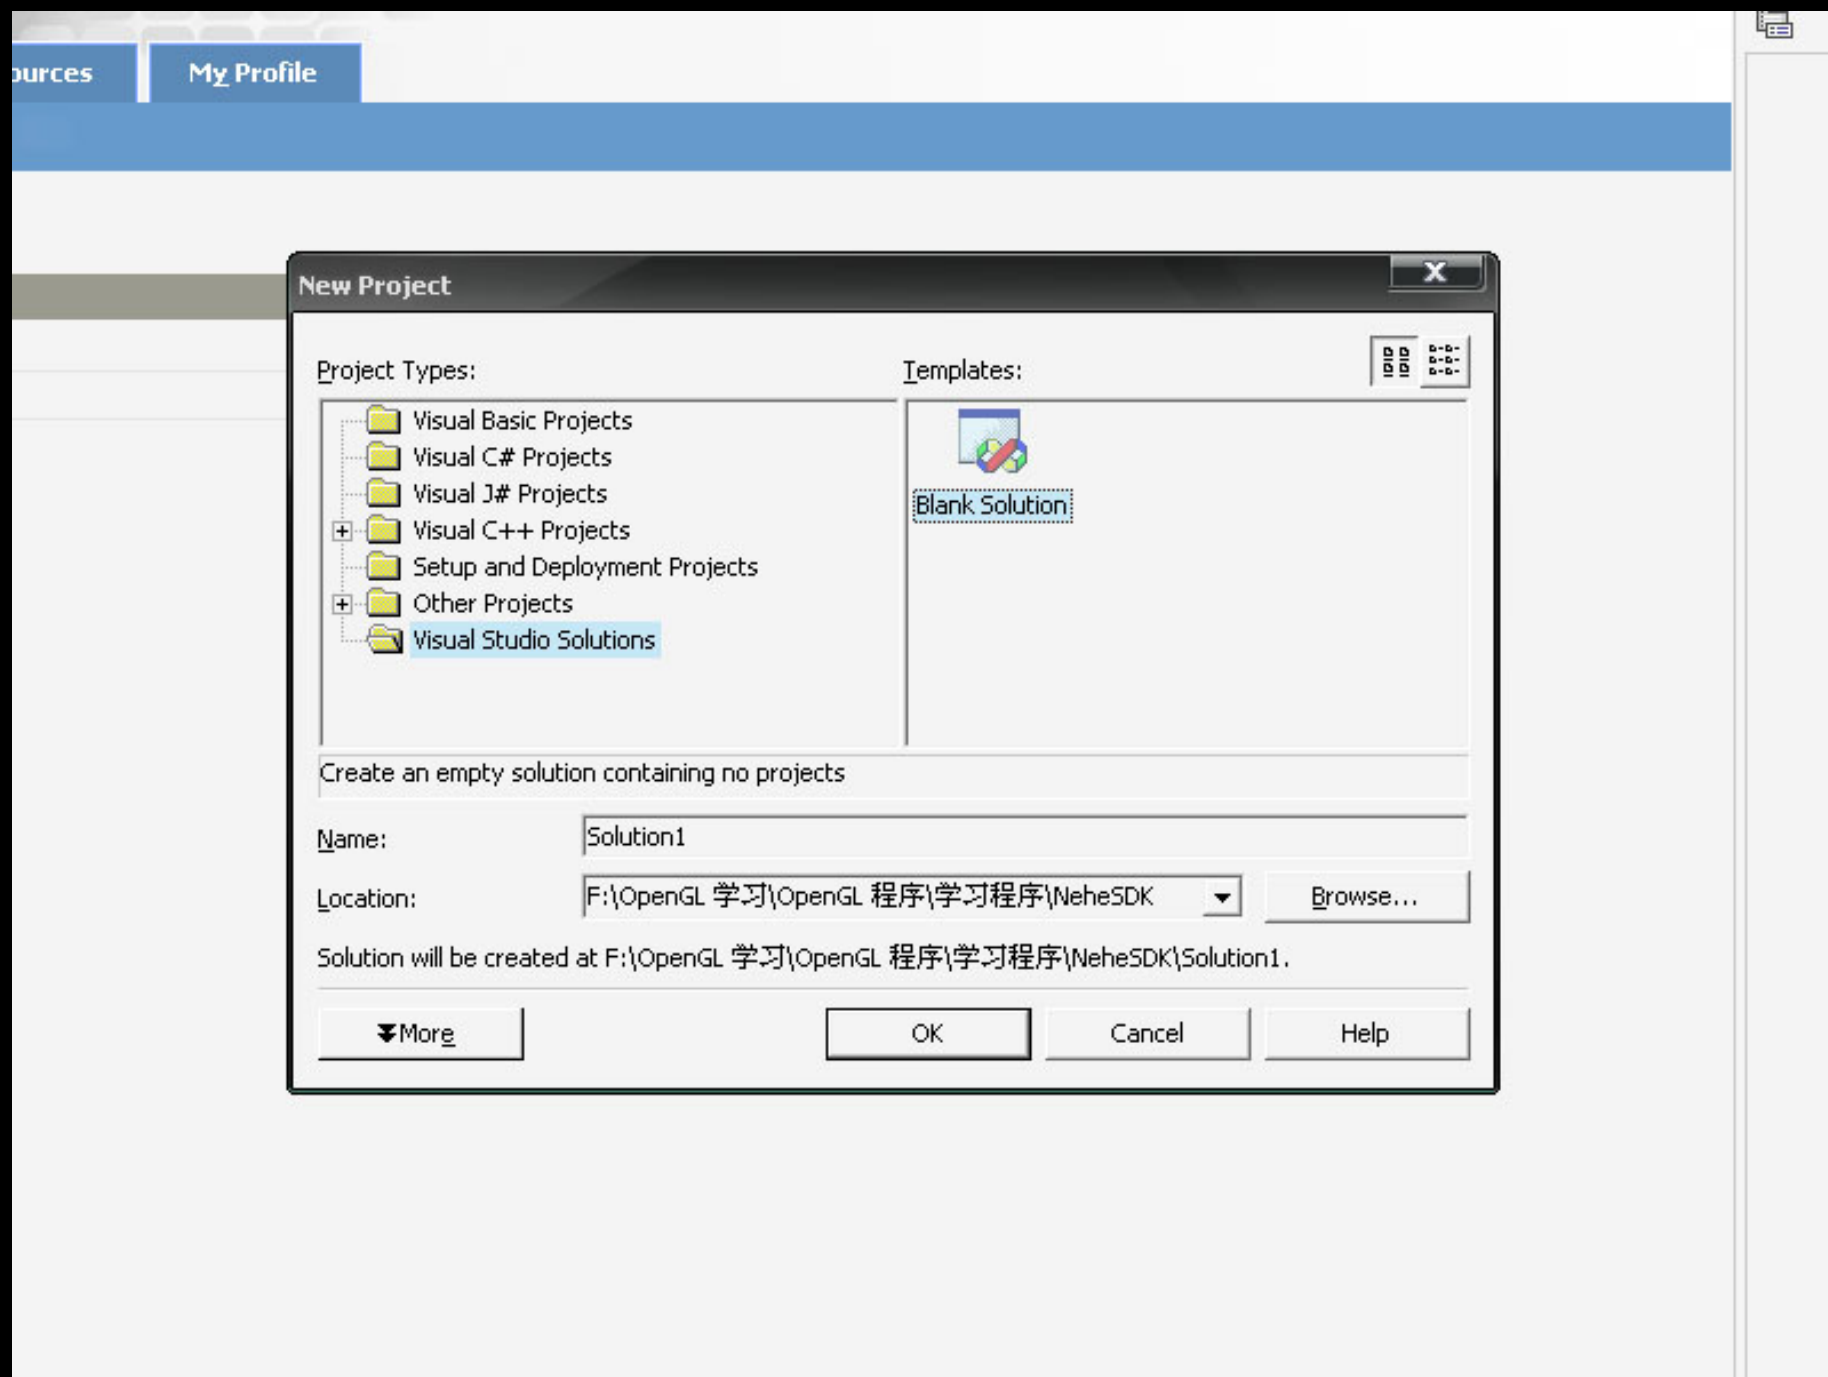 My Profile
New Project
Project Types:
Templates:
Visual Basic Projects
Visual C# Projects
Visual J# Projects
Visual C++ Projects
Setup and Deployment Projects
Other Projects
Visual Studio Solutions
Blank Solution
Create an empty solution containing no projects
Name:
Solution1
Location:
F:\OpenGL 学习\OpenGL 程序\学习程序\NeheSDK
Browse...
Solution will be created at F:\OpenGL 学习\OpenGL 程序\学习程序\NeheSDK\Solution1.
More
OK
Cancel
Help